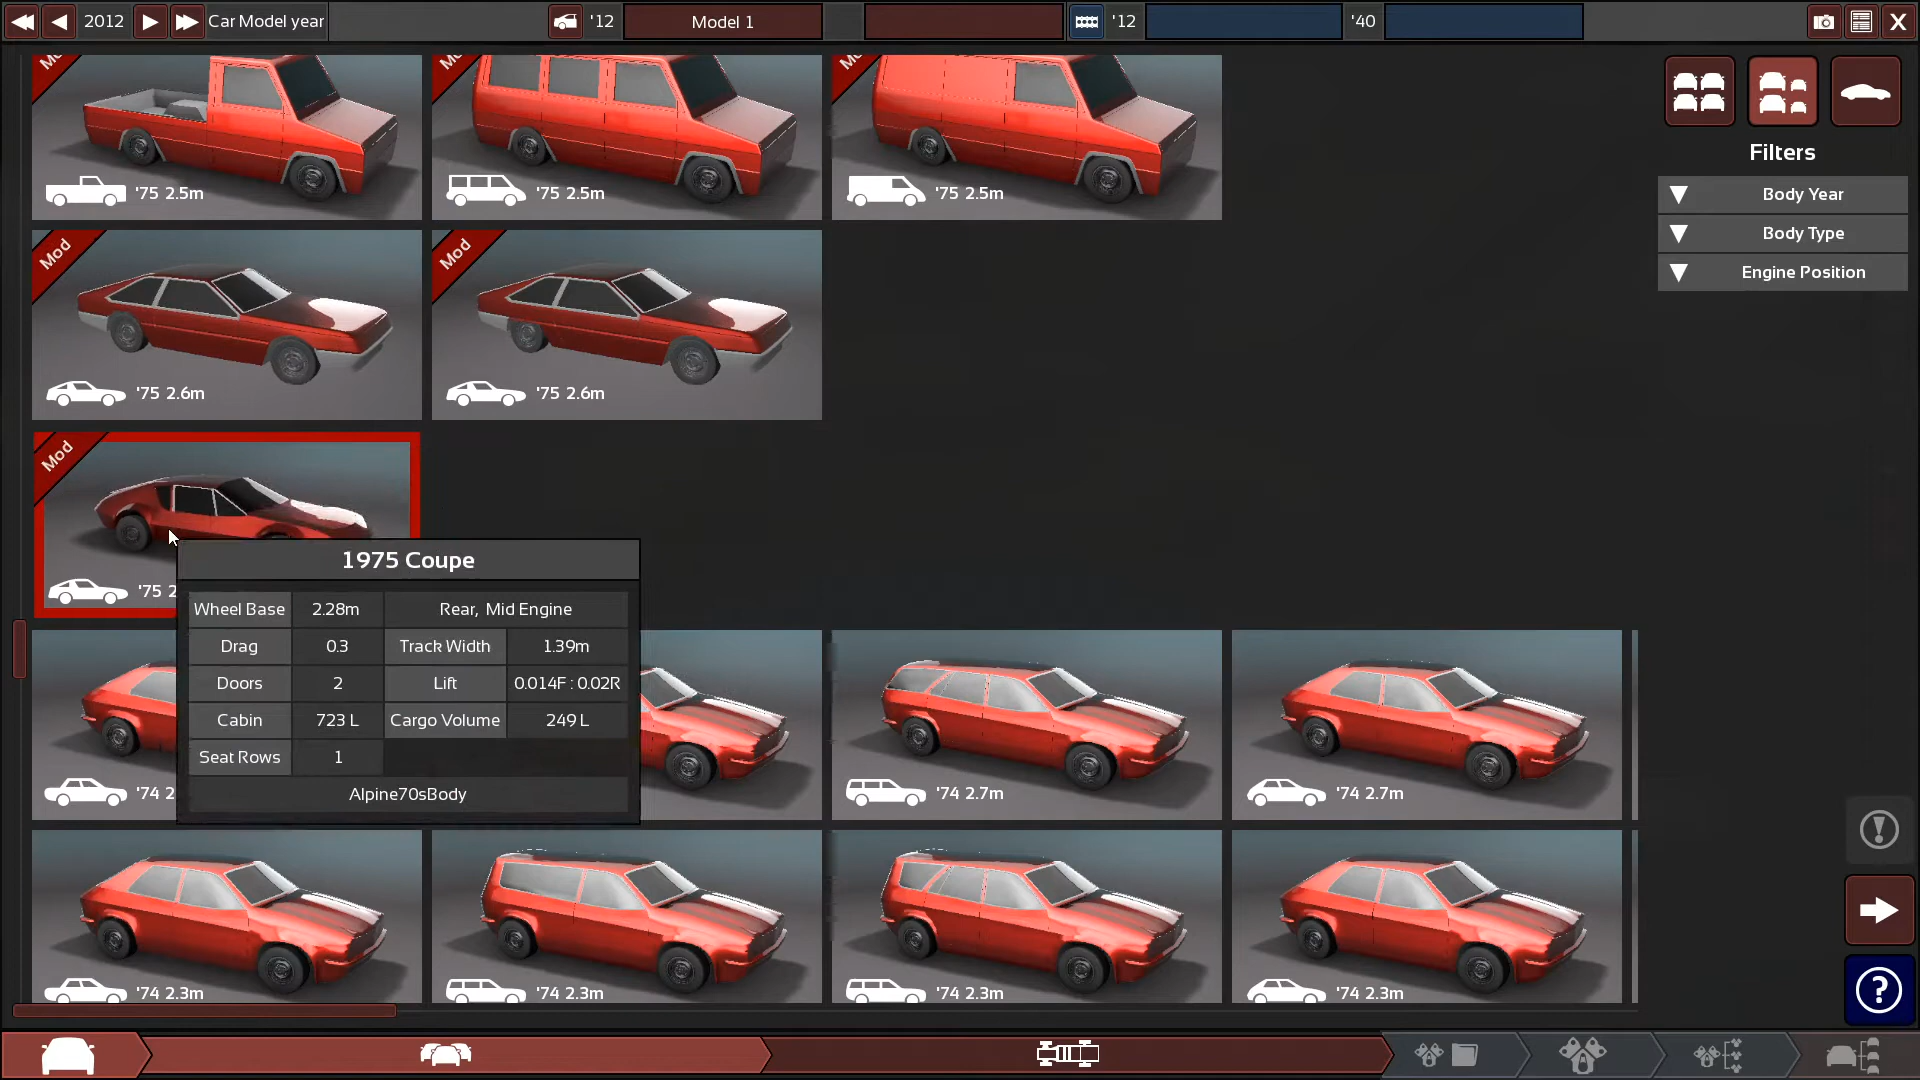 2012 Car Model year '12 Model 1 '12 '40
Filters
Body Year
Body Type
Engine Position
'75 2.5m
'75 2.5m
'75 2.5m
Mod
Mod
'75 2.6m
'75 2.6m
Mod
'75 2
1975 Coupe
Wheel Base 2.28m Rear, Mid Engine
Drag 0.3 Track Width 1.39m
Doors 2 Lift 0.014F : 0.02R
Cabin 723 L Cargo Volume 249 L
Seat Rows 1
Alpine70sBody
'74 2
'74 2.7m
'74 2.7m
'74 2.3m
'74 2.3m
'74 2.3m
'74 2.3m
?